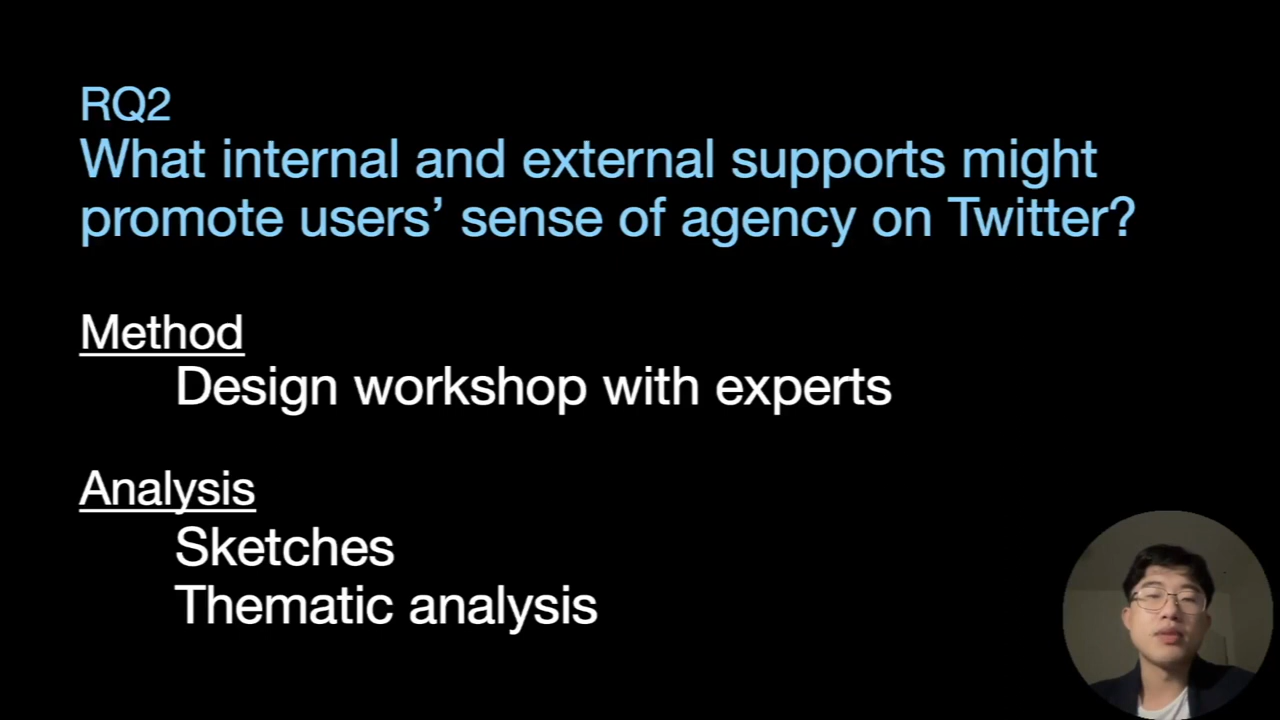 RQ2
What internal and external supports might
promote users’ sense of agency on Twitter?
Method
Design workshop with experts
Analysis
Sketches
Thematic analysis